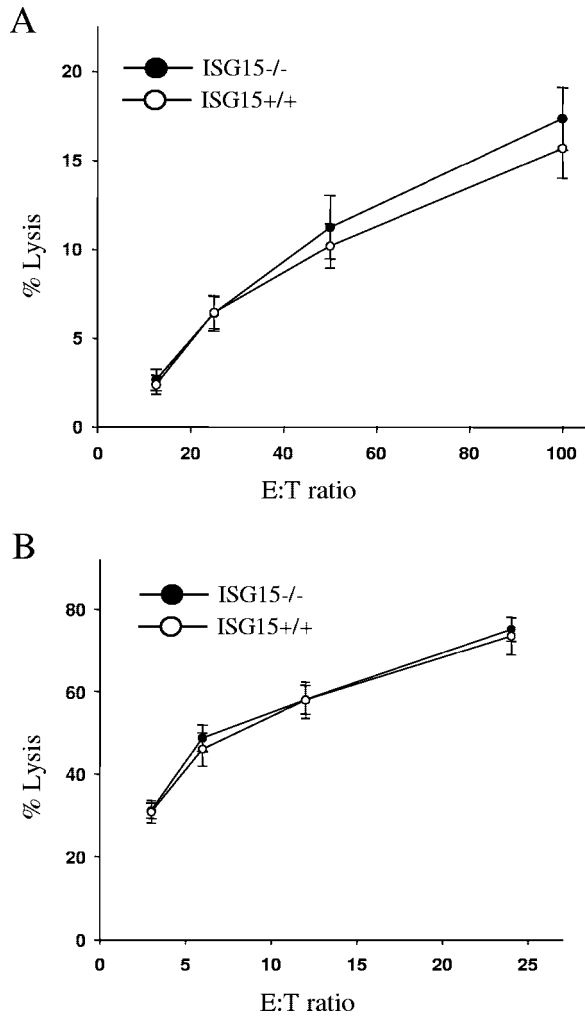 A
ISG15-/-
ISG15+/+
20
15
10
5
0
% Lysis
0 20 40 60 80 100
E:T ratio
B
ISG15-/-
ISG15+/+
80
60
40
20
0
% Lysis
0 5 10 15 20 25
E:T ratio